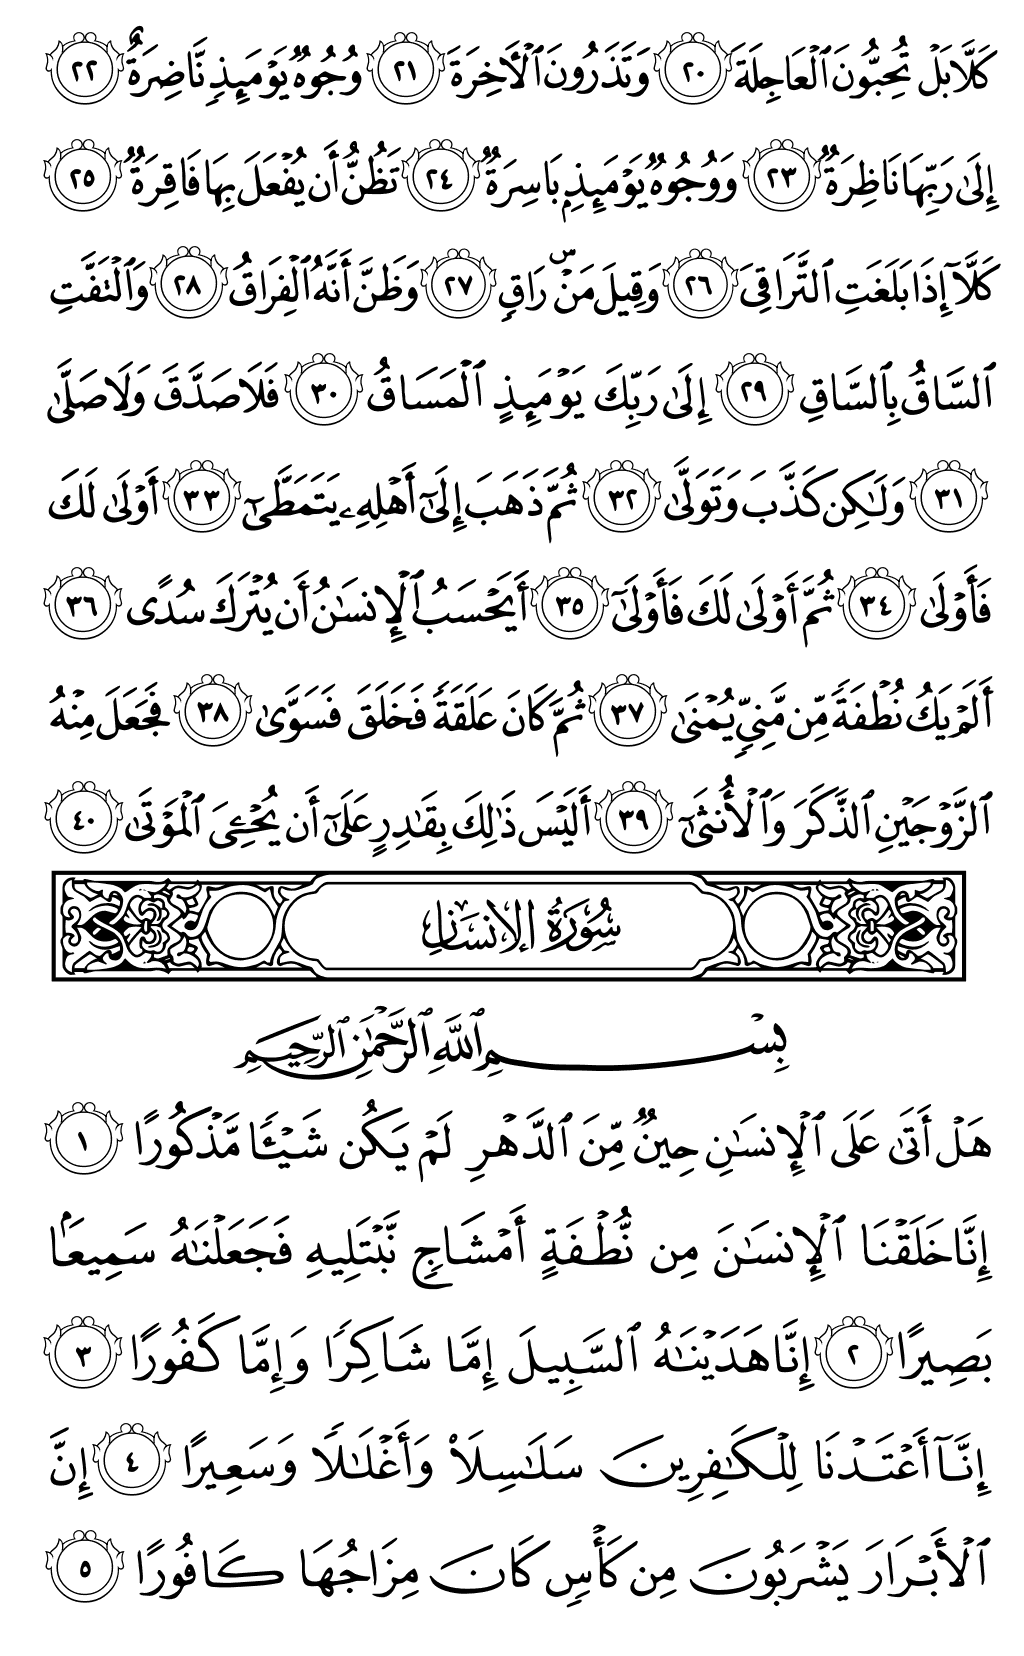 كَلَّا بَلۡ تُحِبُّونَ ٱلۡعَاجِلَةَ ٢٠ وَتَذَرُونَ ٱلۡأٓخِرَةَ ٢١ وُجُوهٞ يَوۡمَئِذٖ نَّاضِرَةٌ ٢٢
إِلَىٰ رَبِّهَا نَاظِرَةٞ ٢٣ وَوُجُوهٞ يَوۡمَئِذِۭ بَاسِرَةٞ ٢٤ تَظُنُّ أَن يُفۡعَلَ بِهَا فَاقِرَةٞ ٢٥
كَلَّآ إِذَا بَلَغَتِ ٱلتَّرَاقِيَ ٢٦ وَقِيلَ مَنۡۜ رَاقٖ ٢٧ وَظَنَّ أَنَّهُ ٱلۡفِرَاقُ ٢٨ وَٱلۡتَفَّتِ
ٱلسَّاقُ بِٱلسَّاقِ ٢٩ إِلَىٰ رَبِّكَ يَوۡمَئِذٍ ٱلۡمَسَاقُ ٣٠ فَلَا صَدَّقَ وَلَا صَلَّىٰ
٣١ وَلَٰكِن كَذَّبَ وَتَوَلَّىٰ ٣٢ ثُمَّ ذَهَبَ إِلَىٰٓ أَهۡلِهِۦ يَتَمَطَّىٰٓ ٣٣ أَوۡلَىٰ لَكَ
فَأَوۡلَىٰ ٣٤ ثُمَّ أَوۡلَىٰ لَكَ فَأَوۡلَىٰٓ ٣٥ أَيَحۡسَبُ ٱلۡإِنسَٰنُ أَن يُتۡرَكَ سُدًى ٣٦
أَلَمۡ يَكُ نُطۡفَةٗ مِّن مَّنِيّٖ يُمۡنَىٰ ٣٧ ثُمَّ كَانَ عَلَقَةٗ فَخَلَقَ فَسَوَّىٰ ٣٨ فَجَعَلَ مِنۡهُ
ٱلزَّوۡجَيۡنِ ٱلذَّكَرَ وَٱلۡأُنثَىٰٓ ٣٩ أَلَيۡسَ ذَٰلِكَ بِقَٰدِرٍ عَلَىٰٓ أَن يُحۡـِۧيَ ٱلۡمَوۡتَىٰ ٤٠
سُورَةُ الإِنسَانِ
بِسۡمِ ٱللَّهِ ٱلرَّحۡمَٰنِ ٱلرَّحِيمِ
هَلۡ أَتَىٰ عَلَى ٱلۡإِنسَٰنِ حِينٞ مِّنَ ٱلدَّهۡرِ لَمۡ يَكُن شَيۡـٔٗا مَّذۡكُورًا ١
إِنَّا خَلَقۡنَا ٱلۡإِنسَٰنَ مِن نُّطۡفَةٍ أَمۡشَاجٖ نَّبۡتَلِيهِ فَجَعَلۡنَٰهُ سَمِيعَۢا
بَصِيرًا ٢ إِنَّا هَدَيۡنَٰهُ ٱلسَّبِيلَ إِمَّا شَاكِرٗا وَإِمَّا كَفُورًا ٣
إِنَّآ أَعۡتَدۡنَا لِلۡكَٰفِرِينَ سَلَٰسِلَاْ وَأَغۡلَٰلٗا وَسَعِيرًا ٤ إِنَّ
ٱلۡأَبۡرَارَ يَشۡرَبُونَ مِن كَأۡسٖ كَانَ مِزَاجُهَا كَافُورًا ٥